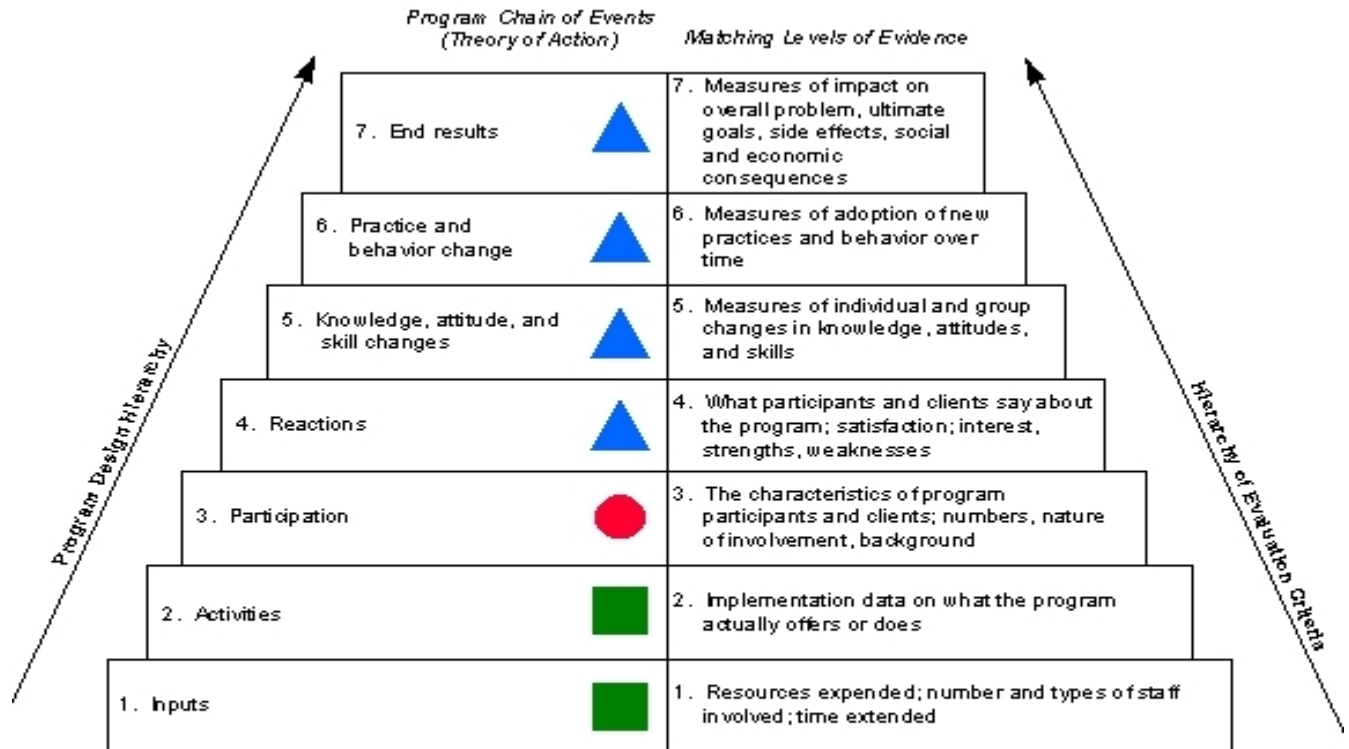 Program Chain of Events
(Theory of Action)
Matching Levels of Evidence
7. End results
7. Measures of impact on
overall problem, ultimate
goals, side effects, social
and economic
consequences
6. Practice and
behavior change
6. Measures of adoption of new
practices and behavior over
time
5. Knowledge, attitude, and
skill changes
5. Measures of individual and group
changes in knowledge, attitudes,
and skills
4. Reactions
4. What participants and clients say about
the program; satisfaction; interest,
strengths, weaknesses
3. Participation
3. The characteristics of program
participants and clients; numbers, nature
of involvement, background
2. Activities
2. Implementation data on what the program
actually offers or does
1. Inputs
1. Resources expended; number and types of staff
involved; time extended
Program Design Hierarchy
Hierarchy of Evaluation Criteria